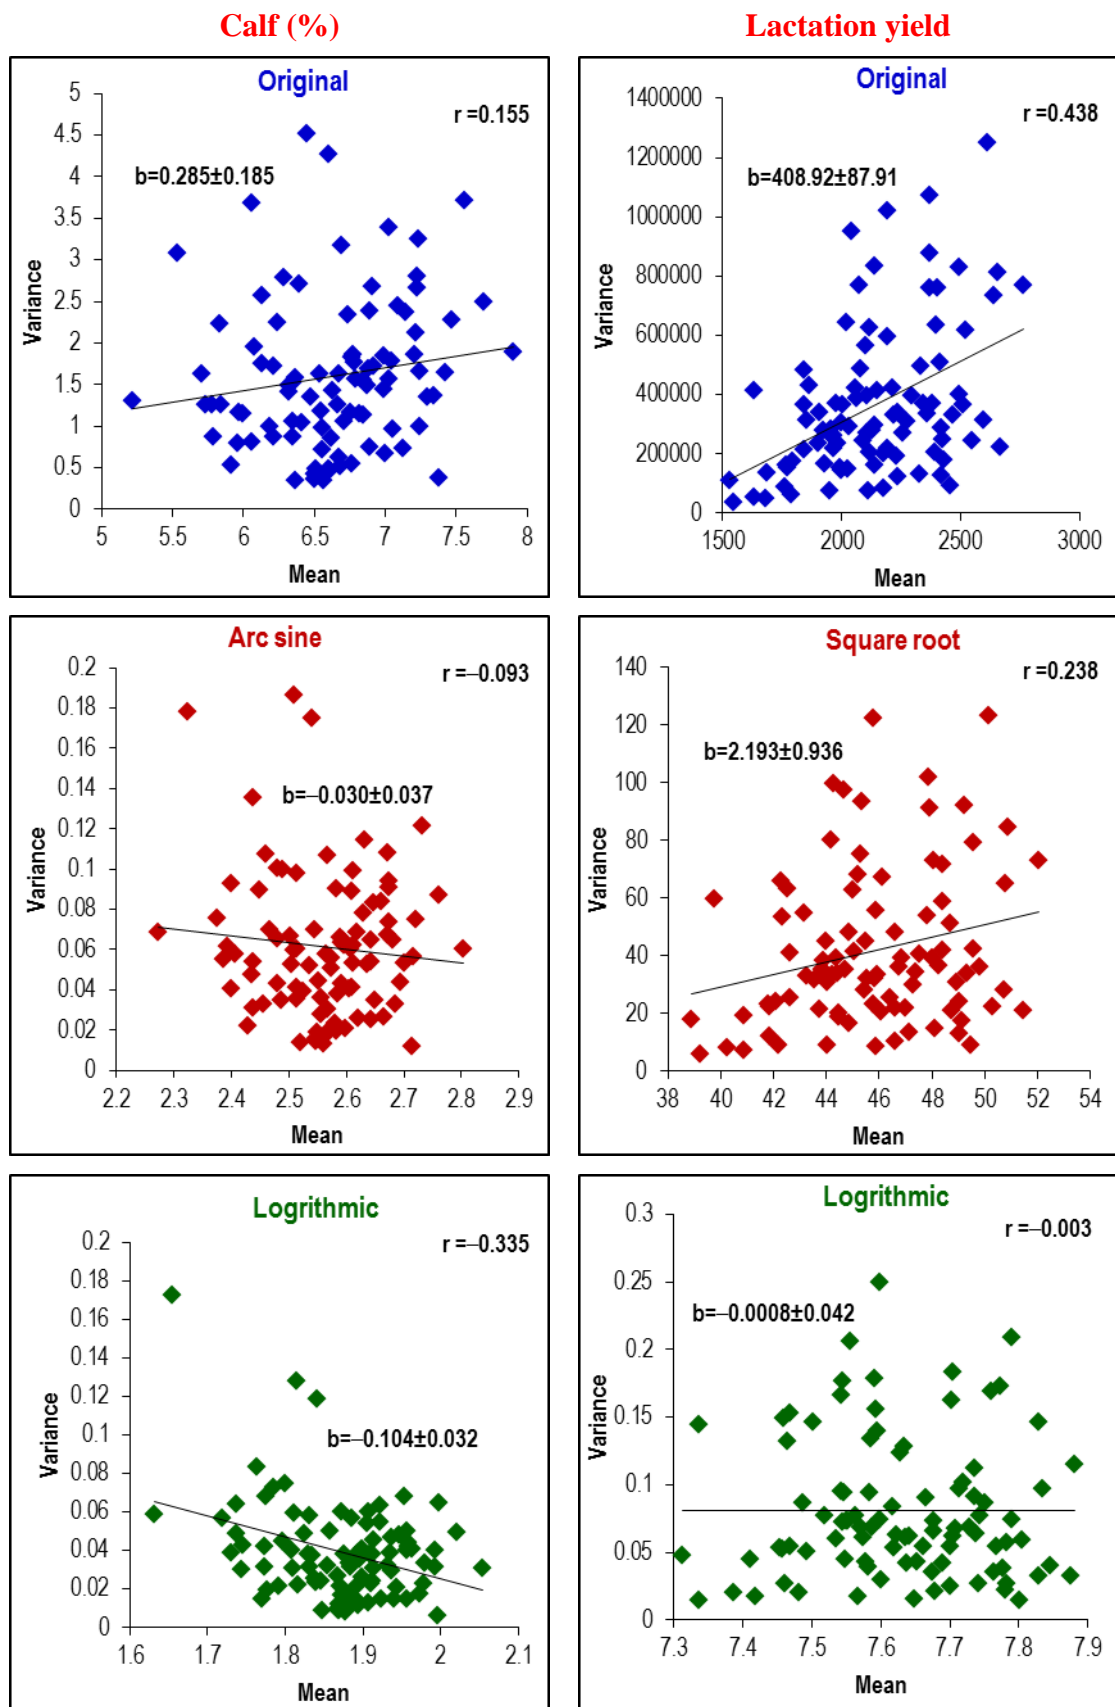 Calf (%)
Lactation yield
Original
r =0.155
b=0.285±0.185
5
4.5
4
3.5
3
2.5
2
1.5
1
0.5
0
Variance
5 5.5 6 6.5 7 7.5 8
Mean
Original
r =0.438
b=408.92±87.91
1400000
1200000
1000000
800000
600000
400000
200000
0
Variance
1500 2000 2500 3000
Mean
Arc sine
r =–0.093
b=–0.030±0.037
0.2
0.18
0.16
0.14
0.12
0.1
0.08
0.06
0.04
0.02
0
Variance
2.2 2.3 2.4 2.5 2.6 2.7 2.8 2.9
Mean
Square root
r =0.238
b=2.193±0.936
140
120
100
80
60
40
20
0
Variance
38 40 42 44 46 48 50 52 54
Mean
Logrithmic
r =–0.335
b=–0.104±0.032
0.2
0.18
0.16
0.14
0.12
0.1
0.08
0.06
0.04
0.02
0
Variance
1.6 1.7 1.8 1.9 2 2.1
Mean
Logrithmic
r =–0.003
b=–0.0008±0.042
0.3
0.25
0.2
0.15
0.1
0.05
0
Variance
7.3 7.4 7.5 7.6 7.7 7.8 7.9
Mean